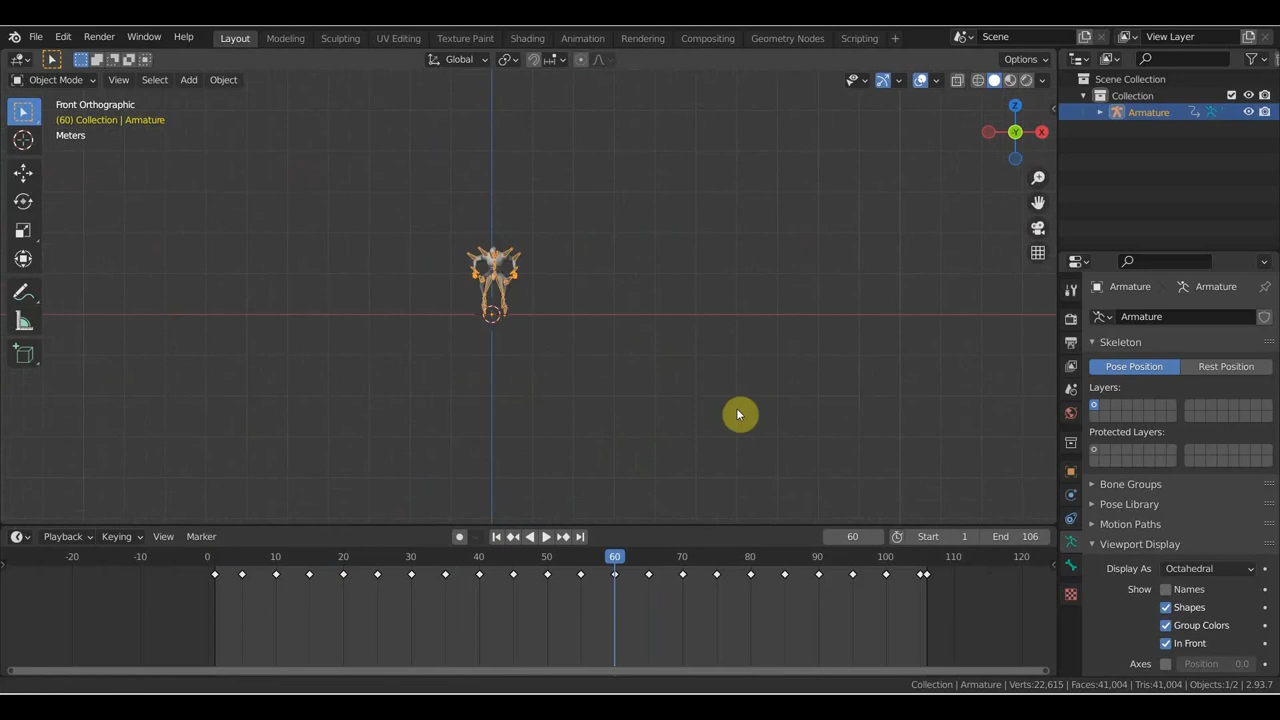 File Edit Render Window Help Layout Modeling Sculpting UV Editing Texture Paint Shading Animation Rendering Compositing Geometry Nodes Scripting + Scene View Layer
Global Options
Object Mode View Select Add Object
Front Orthographic
(60) Collection | Armature
Meters
Z
-Y
X
Scene Collection
Collection
Armature
Armature Armature
Armature
Skeleton
Pose Position Rest Position
Layers:
Protected Layers:
Bone Groups
Pose Library
Motion Paths
Viewport Display
Display As Octahedral
Show Names
Shapes
Group Colors
In Front
Axes Position 0.0
Playback Keying View Marker 60 Start 1 End 106
-20 -10 0 10 20 30 40 50 60 70 80 90 100 110 120
Collection | Armature | Verts:22,615 | Faces:41,004 | Tris:41,004 | Objects:1/2 | 2.93.7